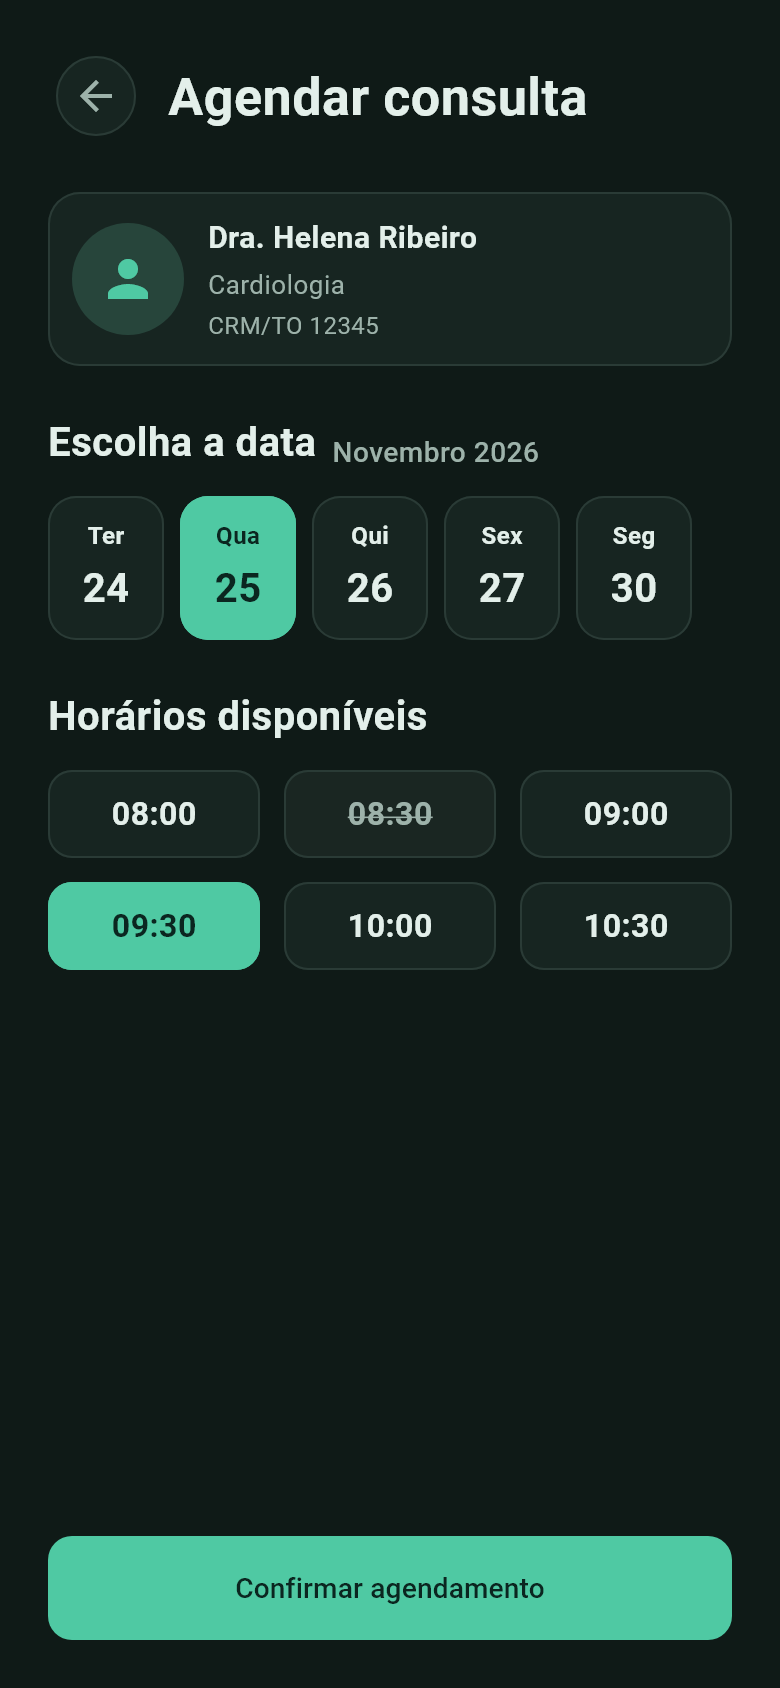 Agendar consulta
Dra. Helena Ribeiro
Cardiologia
CRM/TO 12345
Escolha a data Novembro 2026
Ter Qua Qui Sex Seg
24 25 26 27 30
Horários disponíveis
08:00 08:30 09:00
09:30 10:00 10:30
Confirmar agendamento